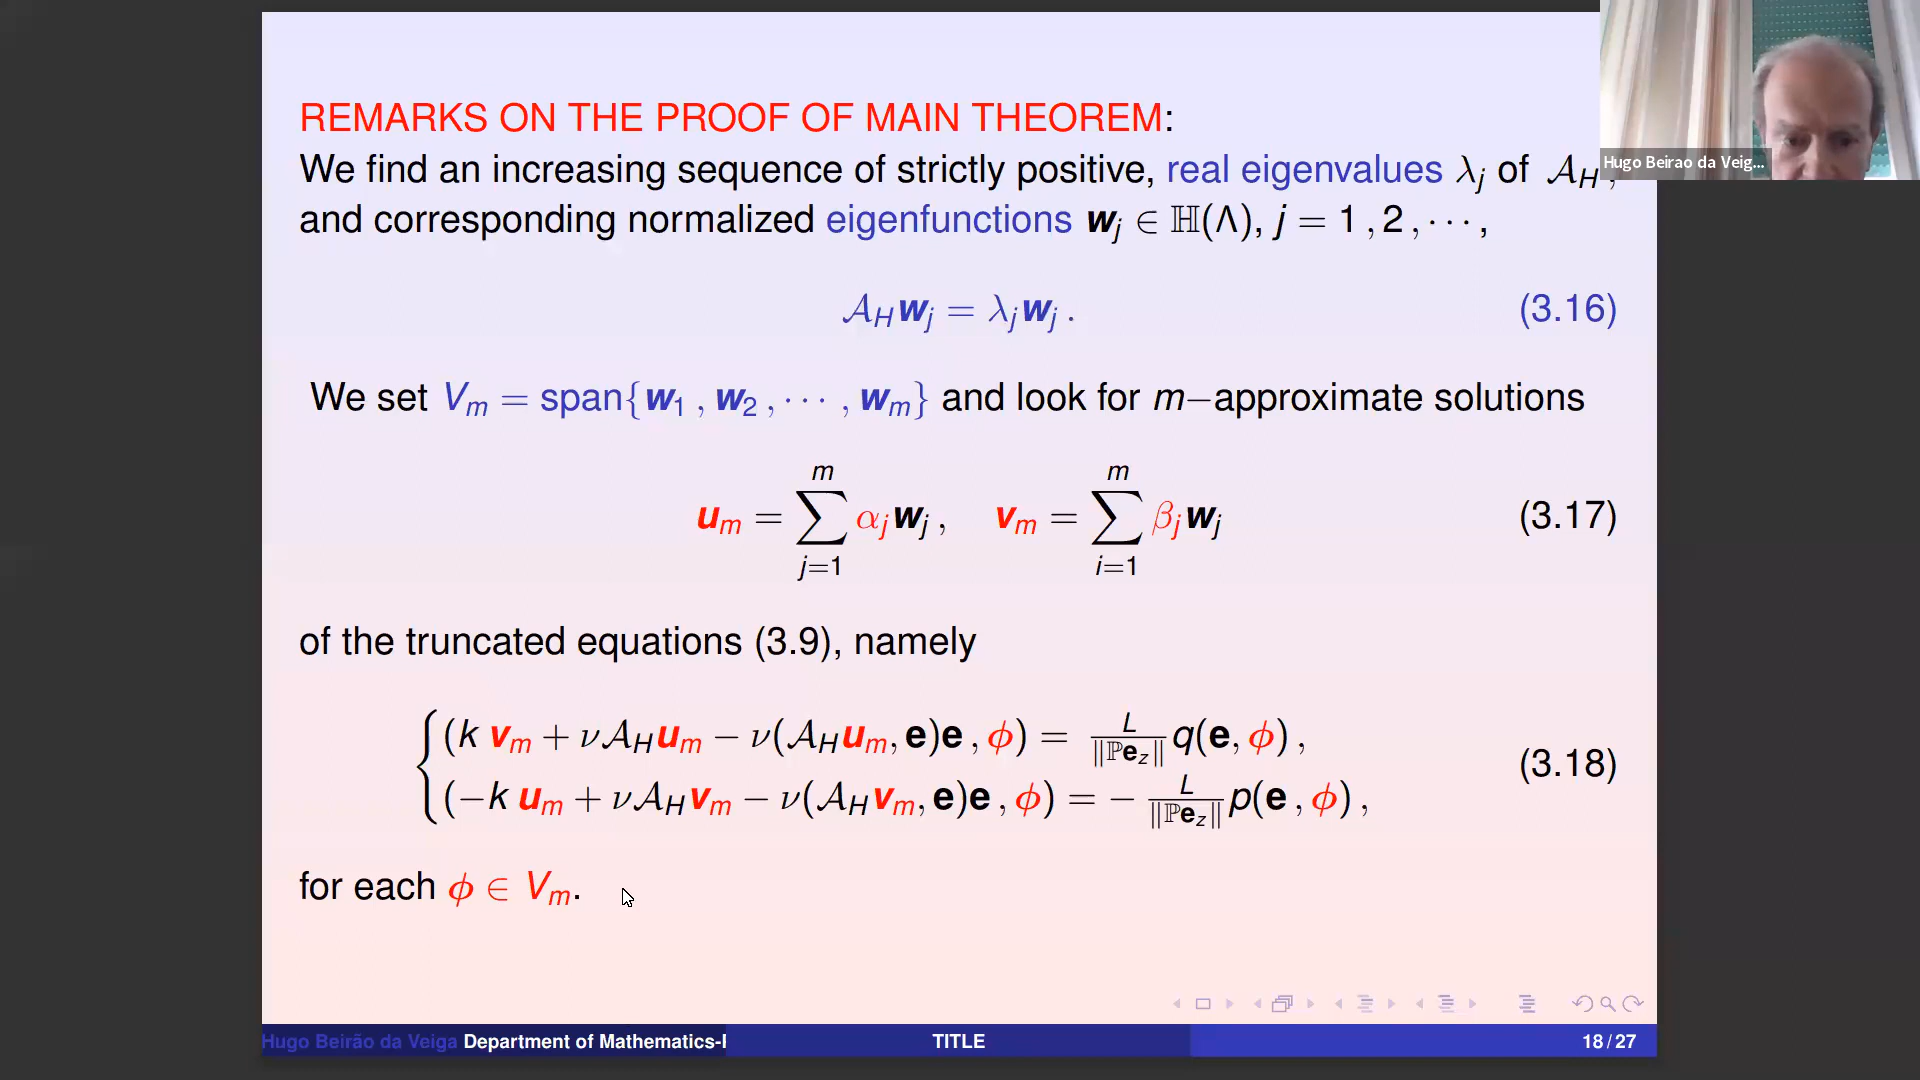 REMARKS ON THE PROOF OF MAIN THEOREM:
We find an increasing sequence of strictly positive, real eigenvalues λ_j of 𝒜_H,
and corresponding normalized eigenfunctions w_j ∈ ℍ(Λ), j = 1, 2, ⋯,
𝒜_H w_j = λ_j w_j. (3.16)
We set V_m = span{w_1, w_2, ⋯, w_m} and look for m−approximate solutions
u_m = ∑_{j=1}^{m} α_j w_j, v_m = ∑_{i=1}^{m} β_j w_j (3.17)
of the truncated equations (3.9), namely
{ (k v_m + ν𝒜_H u_m − ν(𝒜_H u_m, e)e, ϕ) = L/‖ℙe_z‖ q(e, ϕ),
(−k u_m + ν𝒜_H v_m − ν(𝒜_H v_m, e)e, ϕ) = − L/‖ℙe_z‖ p(e, ϕ), (3.18)
for each ϕ ∈ V_m.
Hugo Beirao da Veig...
Hugo Beirão da Veiga Department of Mathematics- TITLE 18/27